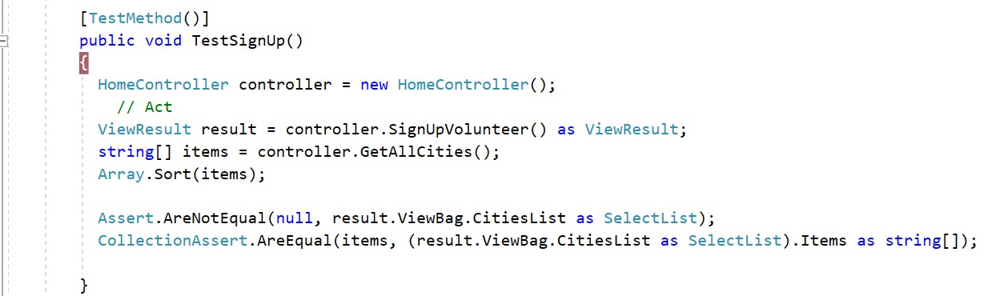 [TestMethod()]
public void TestSignUp()
{
HomeController controller = new HomeController();
// Act
ViewResult result = controller.SignUpVolunteer() as ViewResult;
string[] items = controller.GetAllCities();
Array.Sort(items);
Assert.AreNotEqual(null, result.ViewBag.CitiesList as SelectList);
CollectionAssert.AreEqual(items, (result.ViewBag.CitiesList as SelectList).Items as string[]);
}